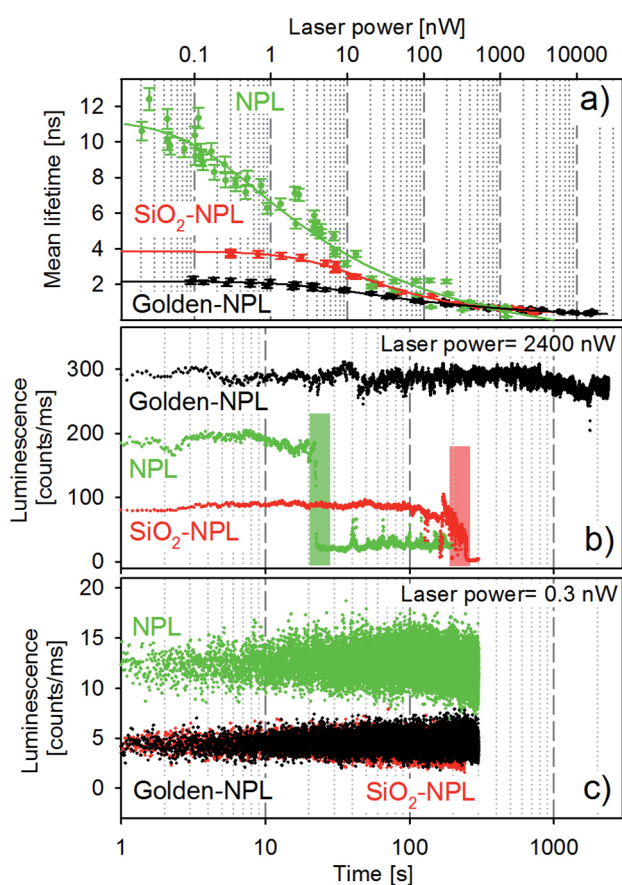 Laser power [nW]
0.1 1 10 100 1000 10000
a)
Mean lifetime [ns]
12
10
8
6
4
2
NPL
SiO₂-NPL
Golden-NPL
Laser power= 2400 nW
b)
Luminescence
[counts/ms]
300
200
100
0
Golden-NPL
NPL
SiO₂-NPL
Laser power= 0.3 nW
c)
Luminescence
[counts/ms]
20
15
10
5
0
NPL
Golden-NPL
SiO₂-NPL
1 10 100 1000
Time [s]